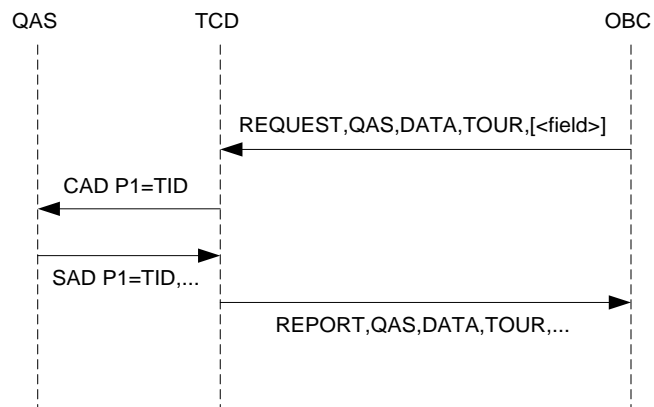 QAS
TCD
OBC
REQUEST,QAS,DATA,TOUR,[<field>]
CAD P1=TID
SAD P1=TID,...
REPORT,QAS,DATA,TOUR,...